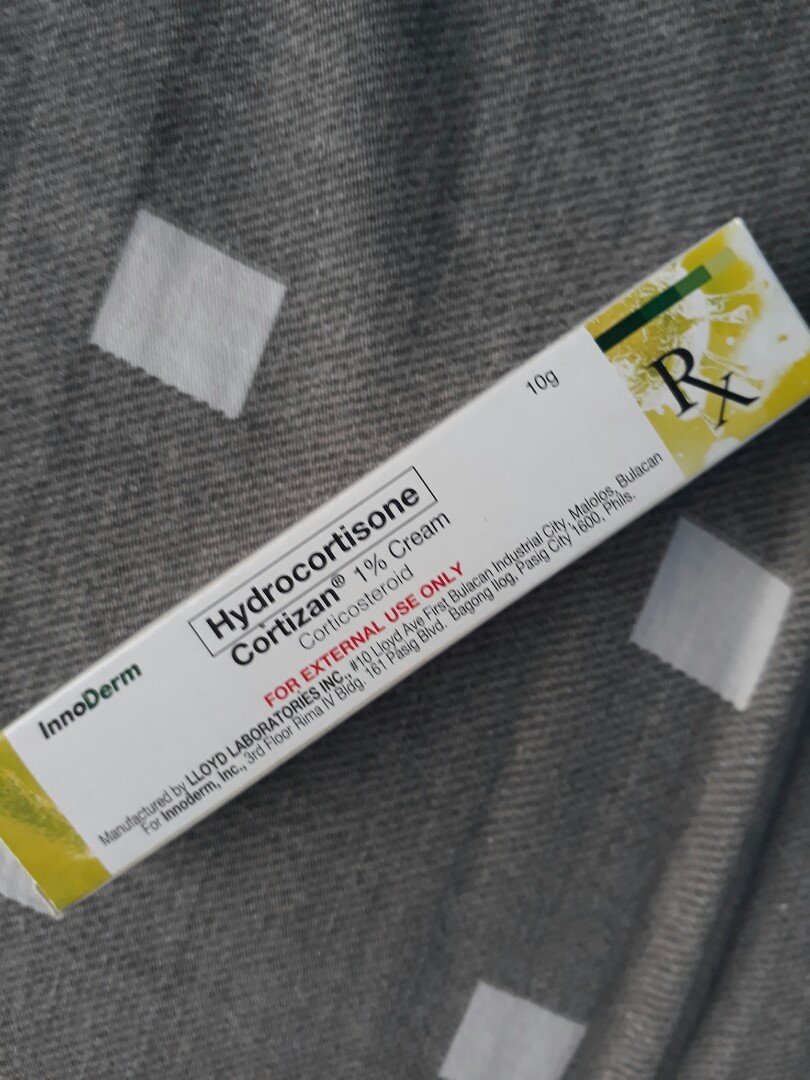 10g
Rx
Hydrocortisone
Cortizan® 1% Cream
Corticosteroid
FOR EXTERNAL USE ONLY
InnoDerm
Manufactured by LLOYD LABORATORIES INC., #10 Lloyd Ave First Bulacan Industrial City, Malolos, Bulacan
For Innoderm, Inc., 3rd Floor Rima IV Bldg. 161 Pasig Blvd. Bagong Ilog, Pasig City 1600, Phils.